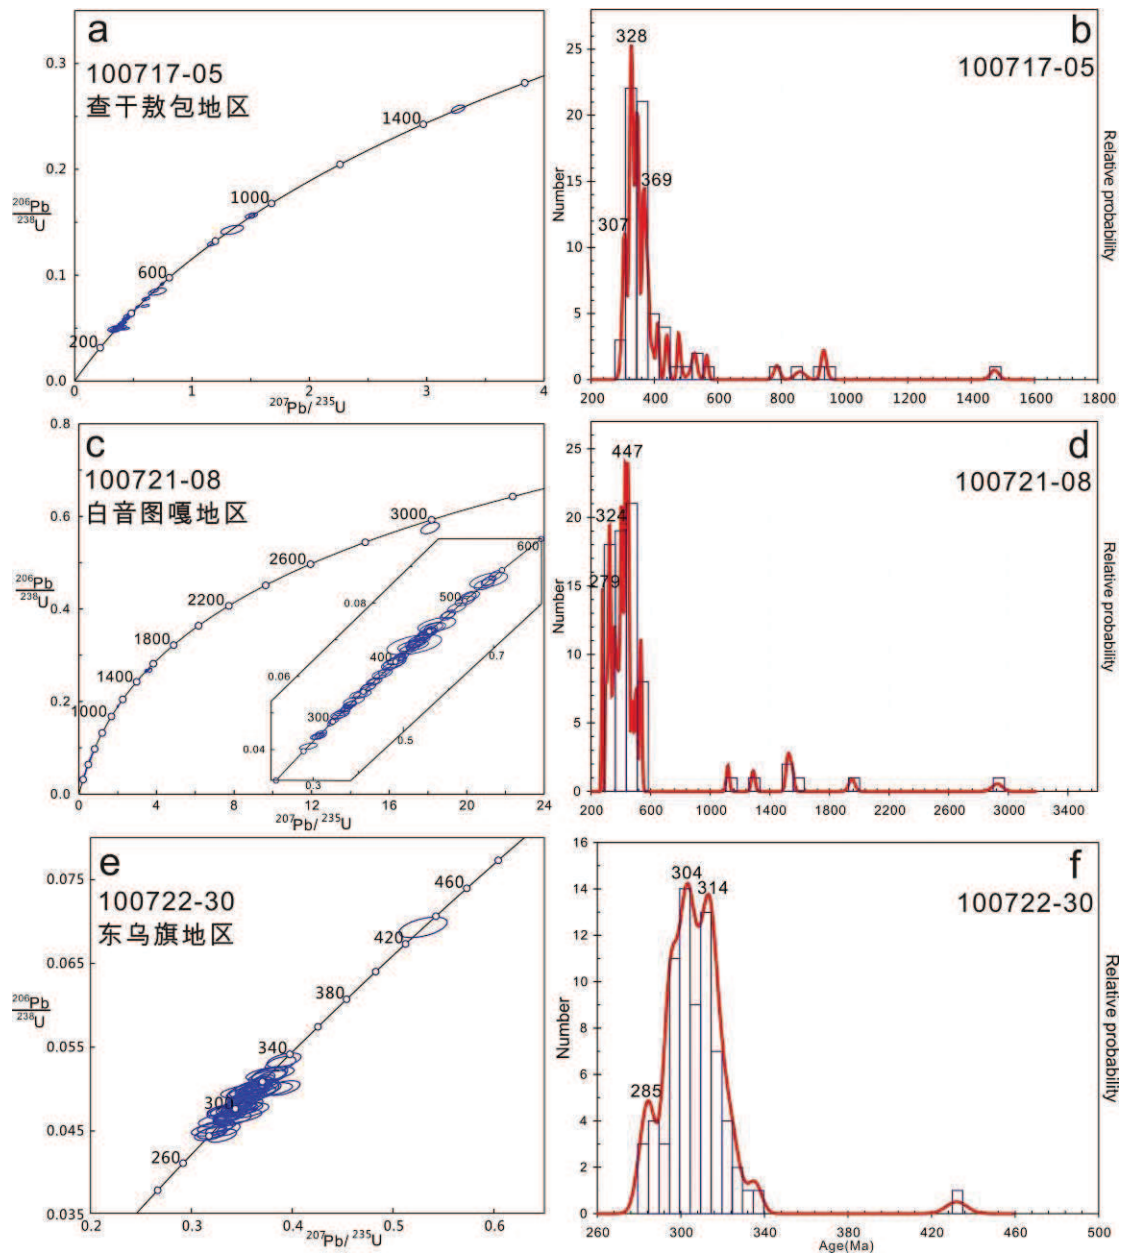 a
100717-05
查干敖包地区
0.3
0.2
0.1
0.0
206Pb
238U
200
600
1000
1400
0
2
3
4
207Pb/ 235U
b
100717-05
328
369
307
Number
Relative probability
25
20
15
10
5
0
200 400 600 800 1000 1200 1400 1600 1800
c
100721-08
白音图嘎地区
0.8
0.6
0.4
0.2
0.0
206Pb
238U
1000
1400
1800
2200
2600
3000
0 4 8 12 16 20 24
207Pb/ 235U
0.04
0.06
0.08
0.3
0.5
0.7
300
400
500
600
d
100721-08
447
324
279
Number
Relative probability
25
20
15
10
5
0
200 600 1000 1400 1800 2200 2600 3000 3400
e
100722-30
东乌旗地区
0.075
0.065
0.055
0.045
0.035
206Pb
238U
260
300
340
380
420
460
0.2 0.3 0.4 0.5 0.6
207Pb/ 235U
f
100722-30
304
314
285
Number
Relative probability
16
14
12
10
8
6
4
2
0
260 300 340 380 420 460 500
Age(Ma)